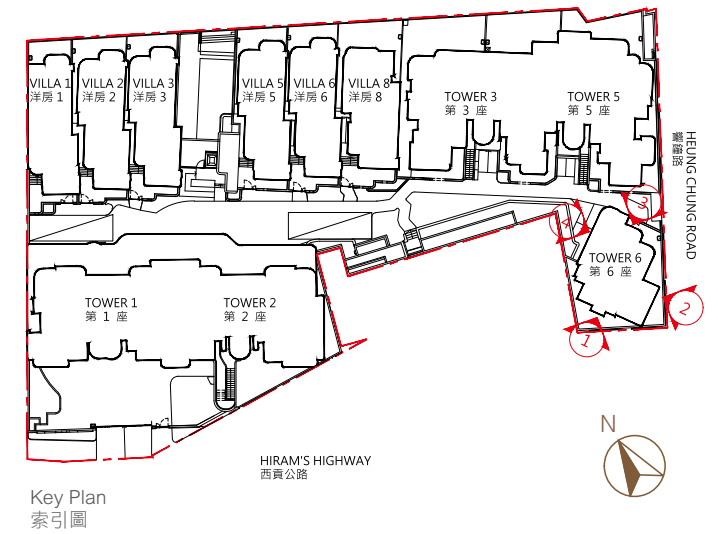 VILLA 1
洋房 1
VILLA 2
洋房 2
VILLA 3
洋房 3
VILLA 5
洋房 5
VILLA 6
洋房 6
VILLA 8
洋房 8
TOWER 3
第 3 座
TOWER 5
第 5 座
HEUNG CHUNG ROAD
響鐘路
3
4
TOWER 6
第 6 座
2
1
TOWER 1
第 1 座
TOWER 2
第 2 座
HIRAM'S HIGHWAY
西貢公路
N
Key Plan
索引圖